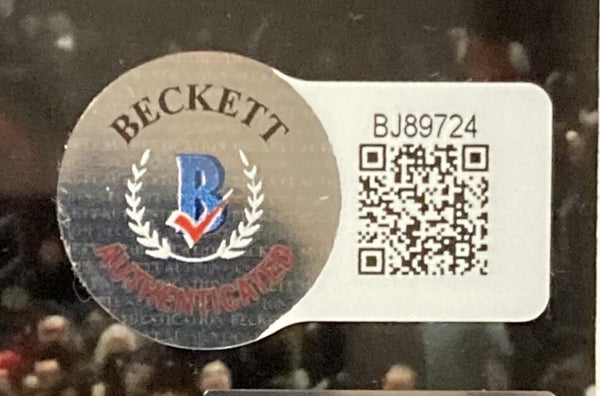 BECKETT
B
AUTHENTICATED
BJ89724